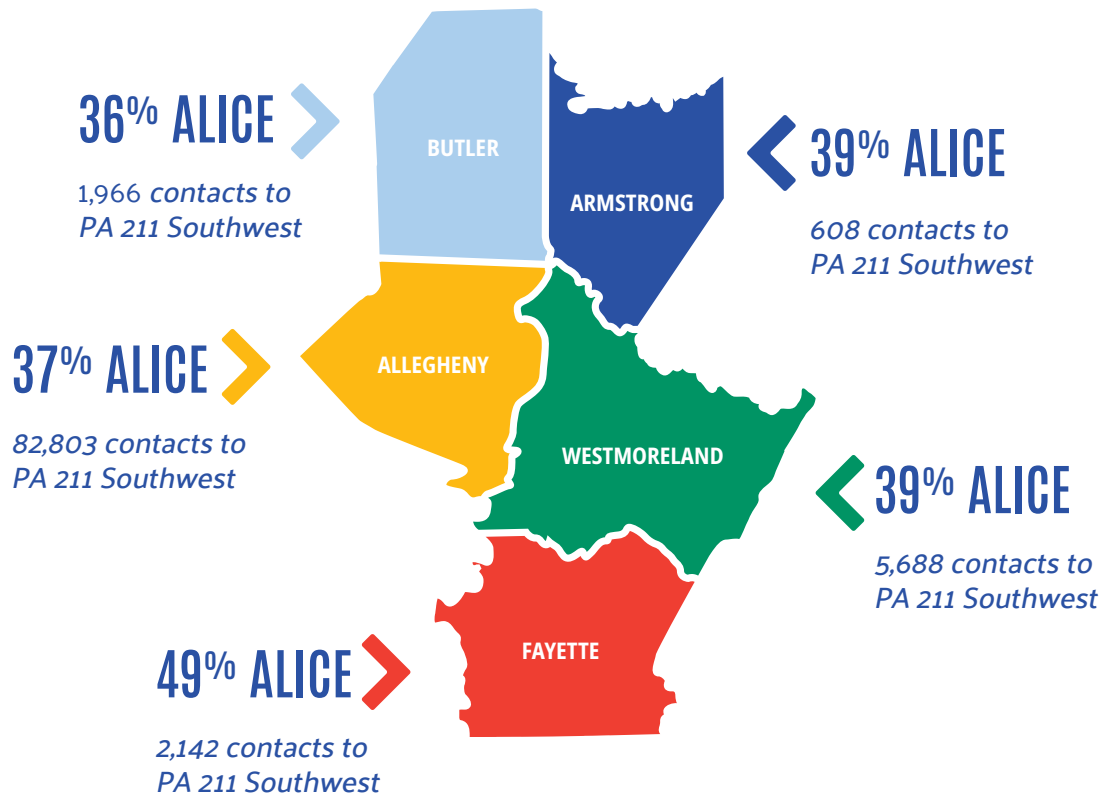 36% ALICE
1,966 contacts to
PA 211 Southwest
BUTLER
ARMSTRONG
39% ALICE
608 contacts to
PA 211 Southwest
37% ALICE
82,803 contacts to
PA 211 Southwest
ALLEGHENY
WESTMORELAND
39% ALICE
5,688 contacts to
PA 211 Southwest
49% ALICE
2,142 contacts to
PA 211 Southwest
FAYETTE